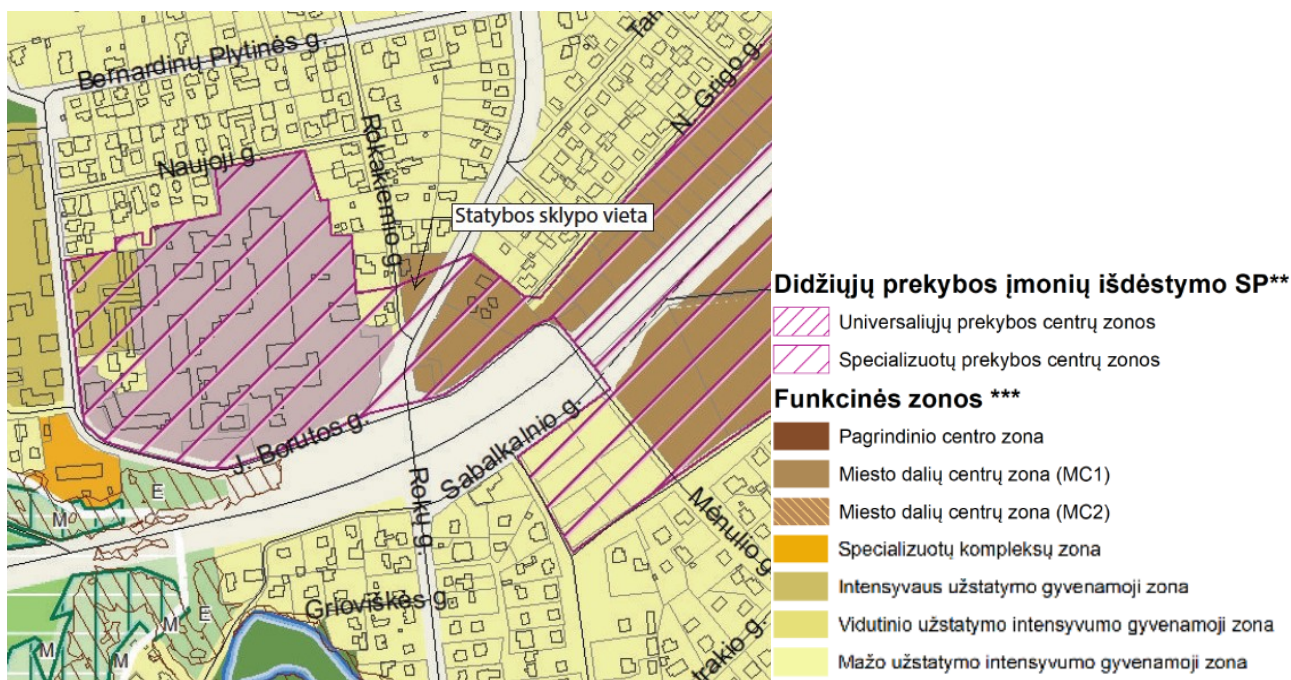 Bernardinų Plytinės g.
Naujoji g.
Rokakiemio g.
N. Grigo g.
Statybos sklypo vieta
J. Borutos g.
Sabalkalnio g.
Rokų g.
Mėnulio g.
Grioviškės g.
E
M
E
M
M
M
Didžiųjų prekybos įmonių išdėstymo SP**
Universaliųjų prekybos centrų zonos
Specializuotų prekybos centrų zonos
Funkcinės zonos ***
Pagrindinio centro zona
Miesto dalių centrų zona (MC1)
Miesto dalių centrų zona (MC2)
Specializuotų kompleksų zona
Intensyvaus užstatymo gyvenamoji zona
Vidutinio užstatymo intensyvumo gyvenamoji zona
Mažo užstatymo intensyvumo gyvenamoji zona